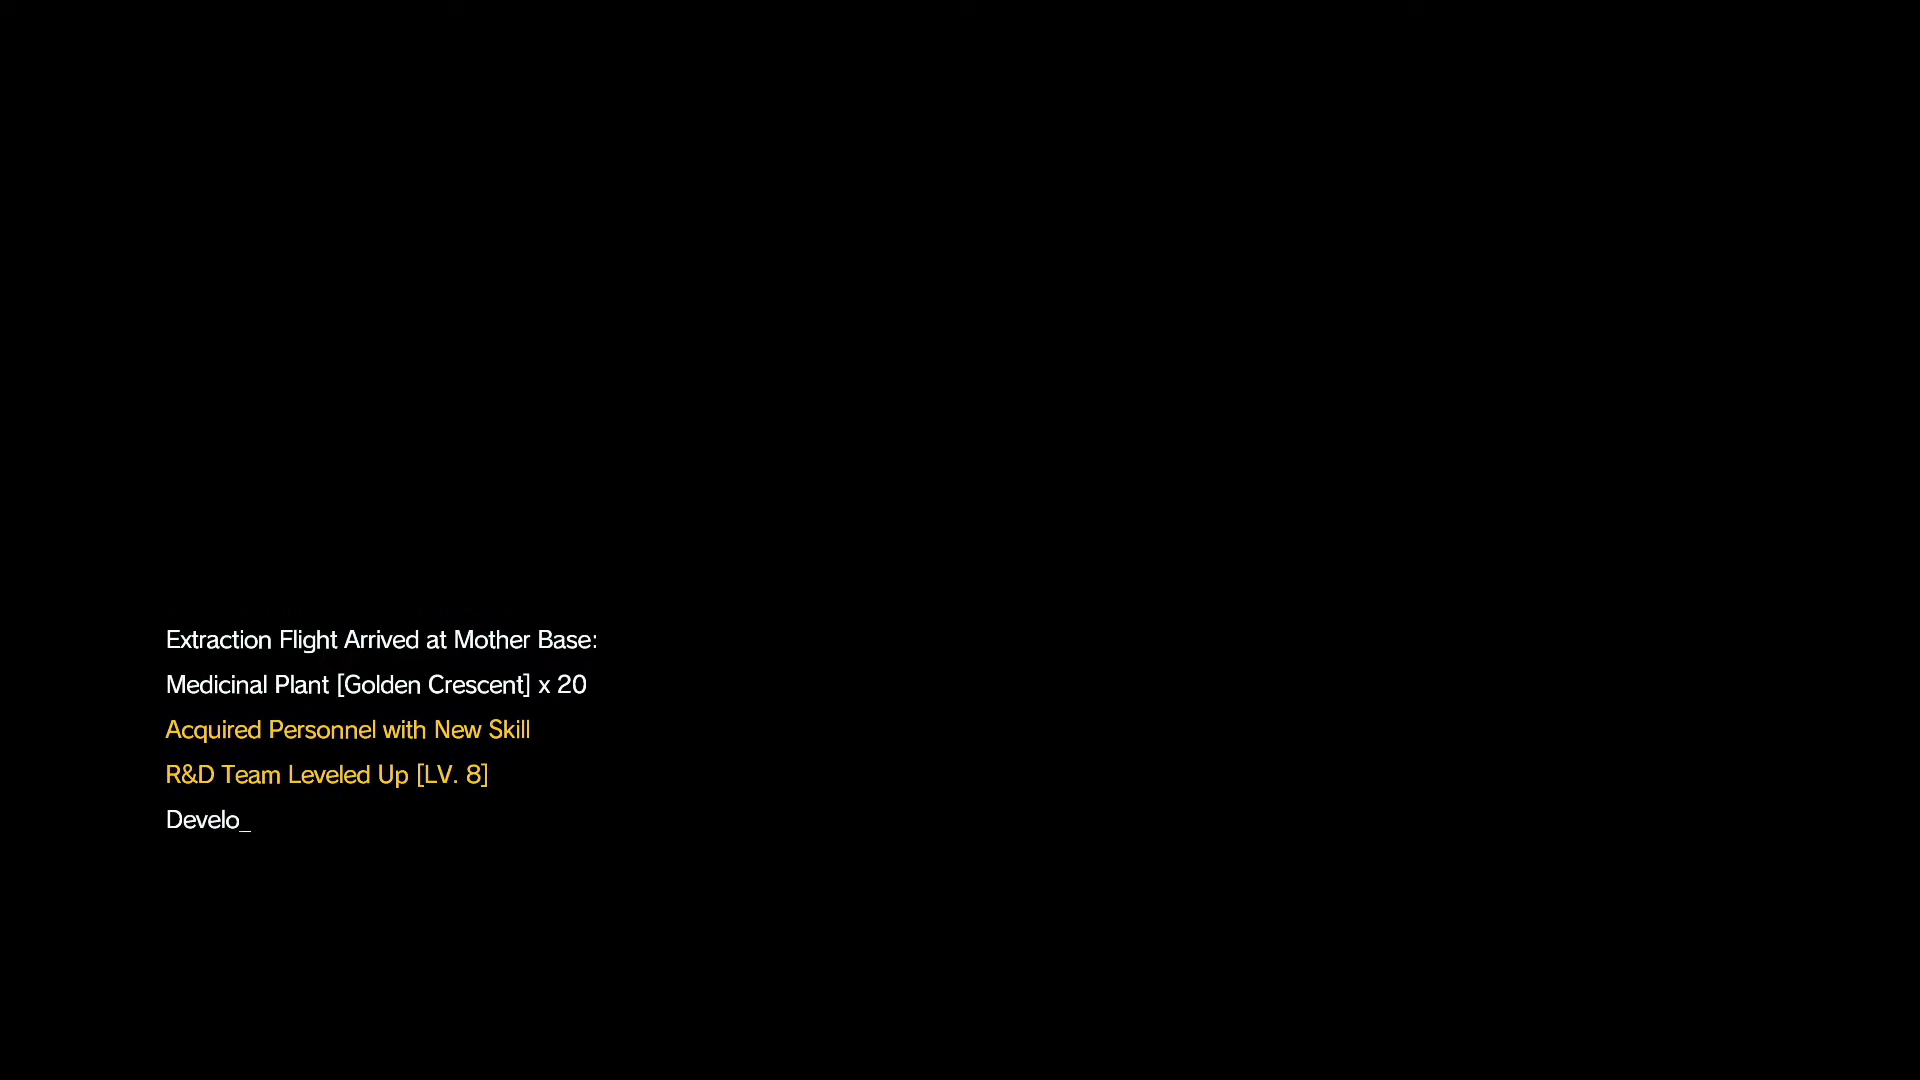 Extraction Flight Arrived at Mother Base:
Medicinal Plant [Golden Crescent] x 20
Acquired Personnel with New Skill
R&D Team Leveled Up [LV. 8]
Develo_